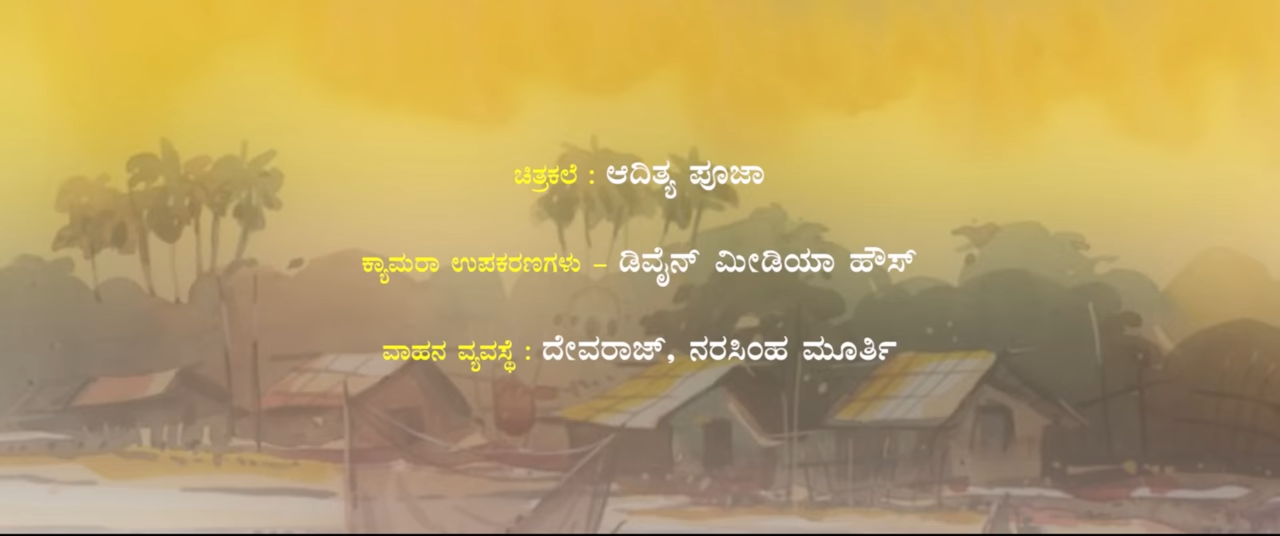 ಚಿತ್ರಕಲೆ : ಆದಿತ್ಯ ಪೂಜಾ
ಕ್ಯಾಮರಾ ಉಪಕರಣಗಳು – ಡಿವೈನ್ ಮೀಡಿಯಾ ಹೌಸ್
ವಾಹನ ವ್ಯವಸ್ಥೆ : ದೇವರಾಜ್, ನರಸಿಂಹ ಮೂರ್ತಿ